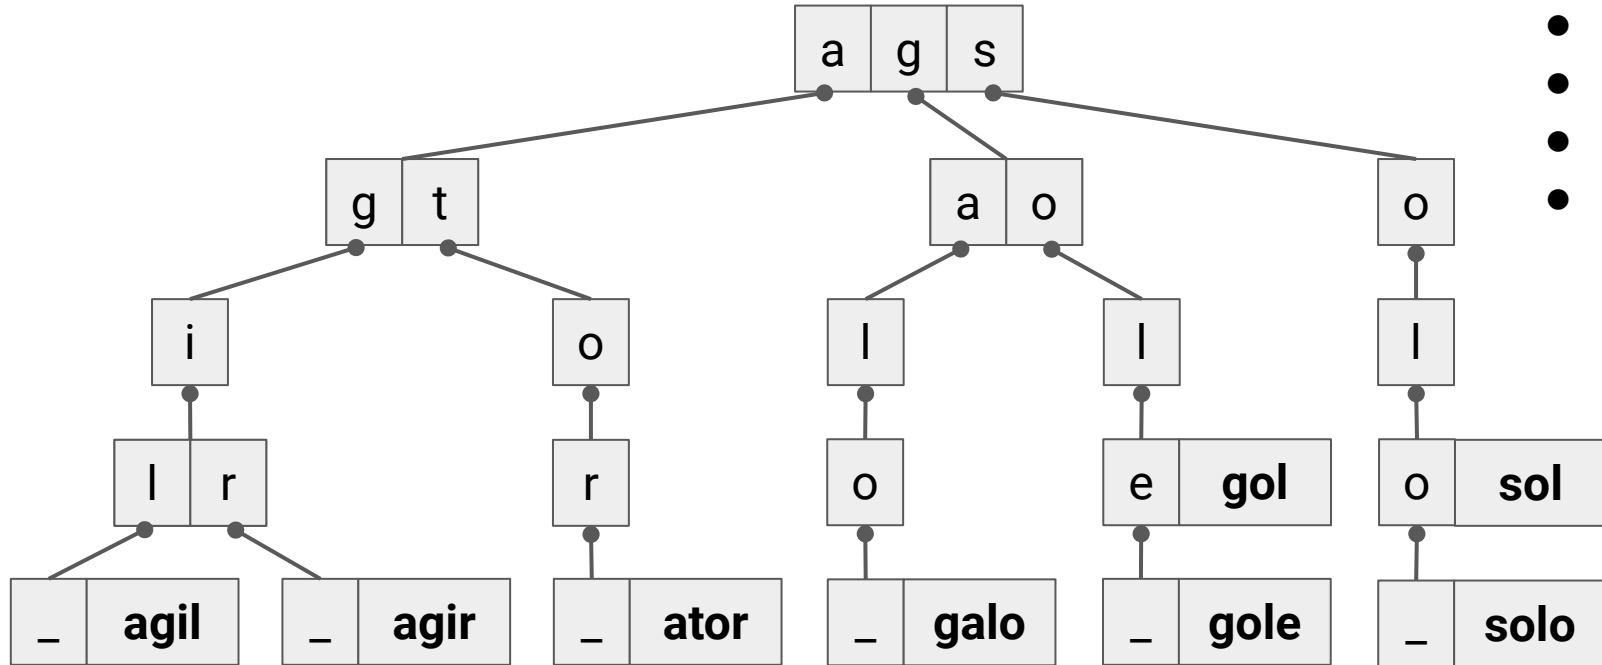 a g s
g t a o o
i o l l l
l r r o e gol o sol
_ agil _ agir _ ator _ galo _ gole _ solo